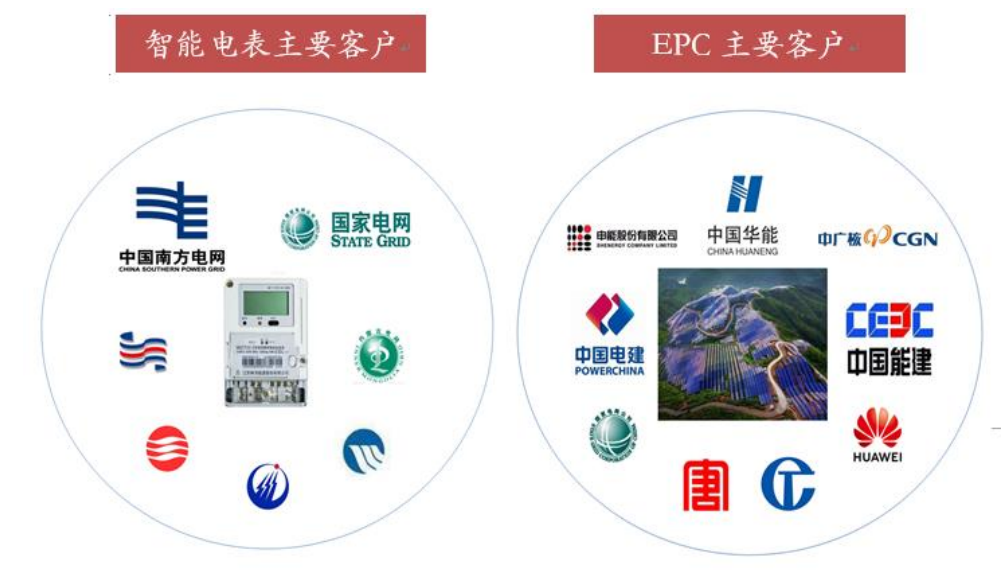 智能电表主要客户
EPC 主要客户
中国南方电网
CHINA SOUTHERN POWER GRID
国家电网
STATE GRID
申能股份有限公司
SHENERGY COMPANY LIMITED
中国华能
CHINA HUANENG
中广核 CGN
中国电建
POWERCHINA
CEEC
中国能建
HUAWEI
唐